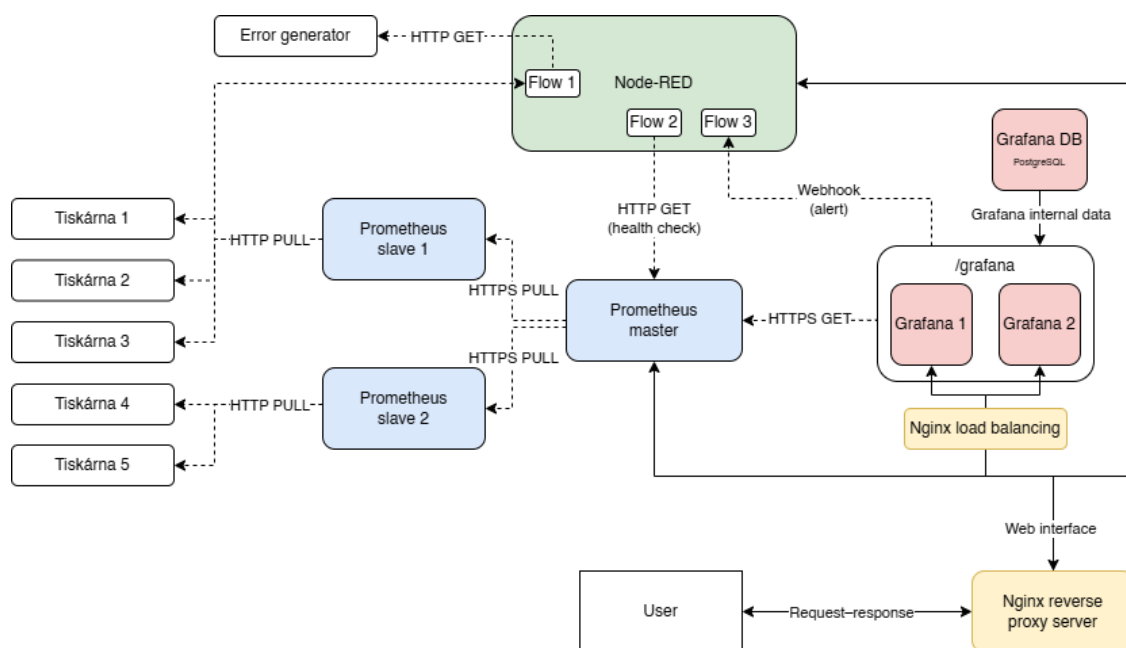 Error generator
HTTP GET
Flow 1
Node-RED
Flow 2
Flow 3
Grafana DB
PostgreSQL
Webhook
(alert)
Grafana internal data
Tiskárna 1
Tiskárna 2
Tiskárna 3
Tiskárna 4
Tiskárna 5
HTTP PULL
HTTP PULL
Prometheus
slave 1
Prometheus
slave 2
HTTPS PULL
HTTPS PULL
HTTP GET
(health check)
Prometheus
master
HTTPS GET
/grafana
Grafana 1
Grafana 2
Nginx load balancing
Web interface
User
Request–response
Nginx reverse
proxy server